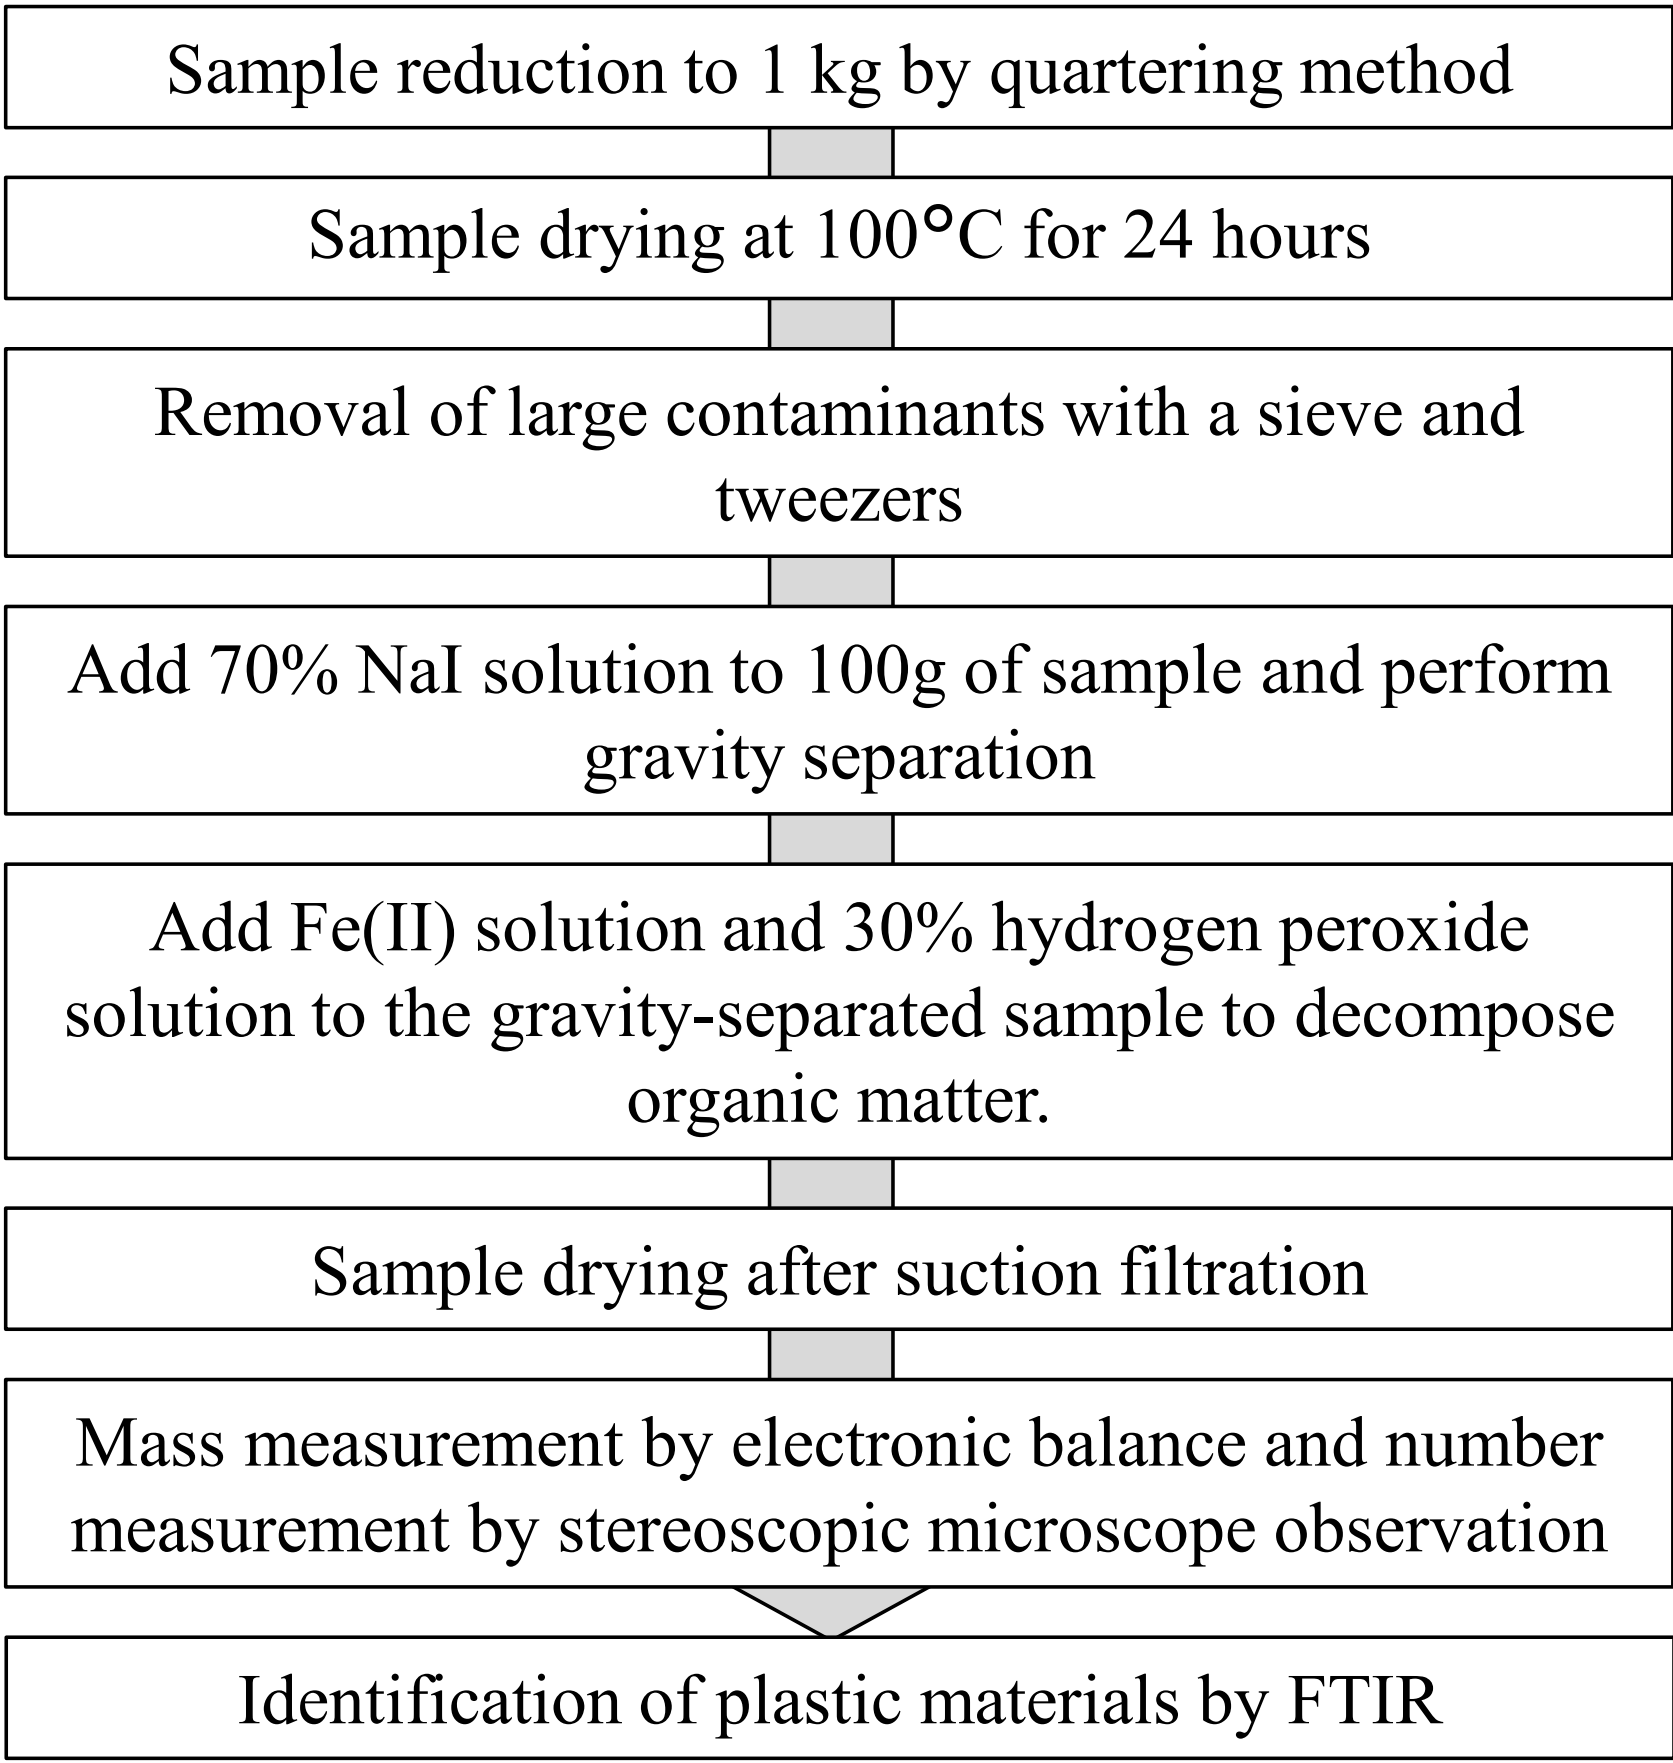 Sample reduction to 1 kg by quartering method
Sample drying at 100°C for 24 hours
Removal of large contaminants with a sieve and
tweezers
Add 70% NaI solution to 100g of sample and perform
gravity separation
Add Fe(II) solution and 30% hydrogen peroxide
solution to the gravity-separated sample to decompose
organic matter.
Sample drying after suction filtration
Mass measurement by electronic balance and number
measurement by stereoscopic microscope observation
Identification of plastic materials by FTIR